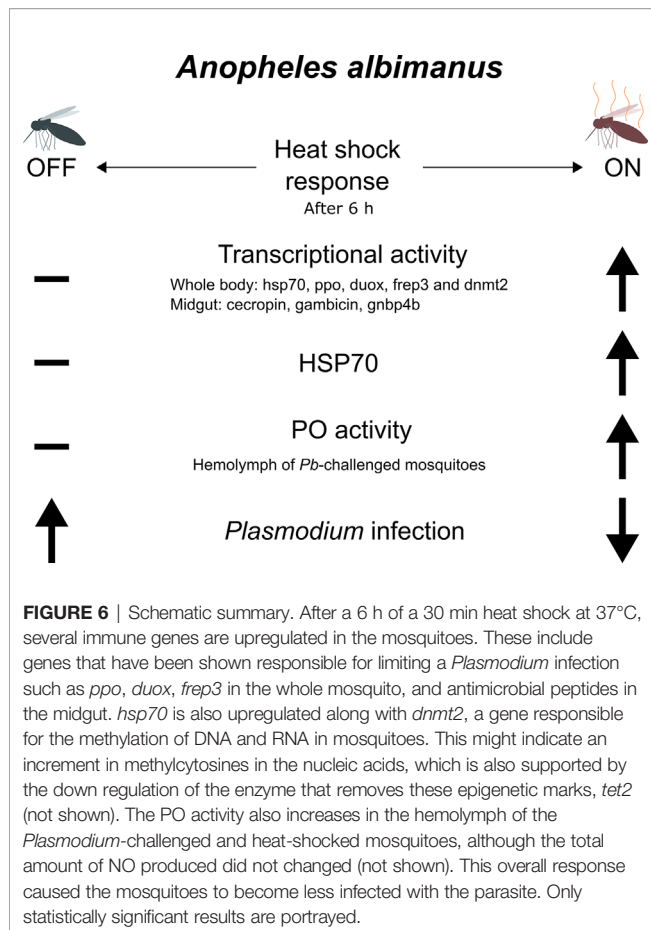 Anopheles albimanus
OFF
Heat shock
response
After 6 h
ON
Transcriptional activity
Whole body: hsp70, ppo, duox, frep3 and dnmt2
Midgut: cecropin, gambicin, gnbp4b
HSP70
PO activity
Hemolymph of Pb-challenged mosquitoes
Plasmodium infection
FIGURE 6 | Schematic summary. After a 6 h of a 30 min heat shock at 37°C,
several immune genes are upregulated in the mosquitoes. These include
genes that have been shown responsible for limiting a Plasmodium infection
such as ppo, duox, frep3 in the whole mosquito, and antimicrobial peptides in
the midgut. hsp70 is also upregulated along with dnmt2, a gene responsible
for the methylation of DNA and RNA in mosquitoes. This might indicate an
increment in methylcytosines in the nucleic acids, which is also supported by
the down regulation of the enzyme that removes these epigenetic marks, tet2
(not shown). The PO activity also increases in the hemolymph of the
Plasmodium-challenged and heat-shocked mosquitoes, although the total
amount of NO produced did not changed (not shown). This overall response
caused the mosquitoes to become less infected with the parasite. Only
statistically significant results are portrayed.